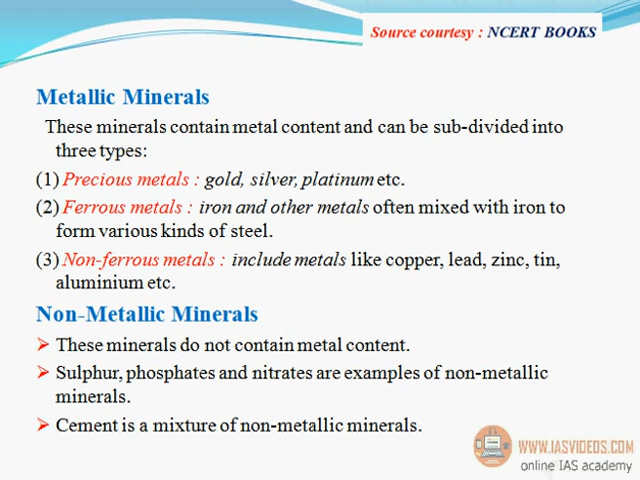 Source courtesy : NCERT BOOKS
Metallic Minerals
These minerals contain metal content and can be sub-divided into
three types:
(1) Precious metals : gold, silver, platinum etc.
(2) Ferrous metals : iron and other metals often mixed with iron to
form various kinds of steel.
(3) Non-ferrous metals : include metals like copper, lead, zinc, tin,
aluminium etc.
Non-Metallic Minerals
These minerals do not contain metal content.
Sulphur, phosphates and nitrates are examples of non-metallic
minerals.
Cement is a mixture of non-metallic minerals.
WWW.IASVIDEOS.COM
online IAS academy